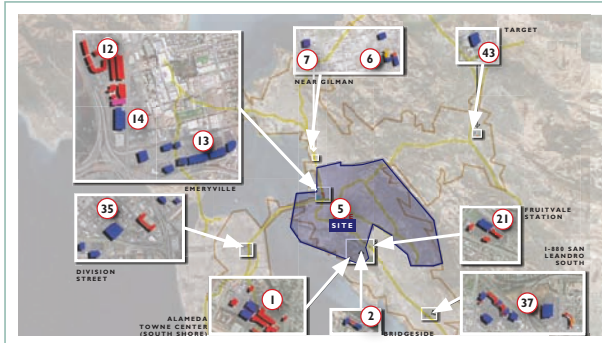 12
14
13
EMERYVILLE
7
6
NEAR GILMAN
TARGET
43
5
SITE
35
DIVISION
STREET
21
FRUITVALE
STATION
I-880 SAN
LEANDRO
SOUTH
37
1
ALAMEDA
TOWNE CENTER
(SOUTH SHORE)
2
BRIDGESIDE